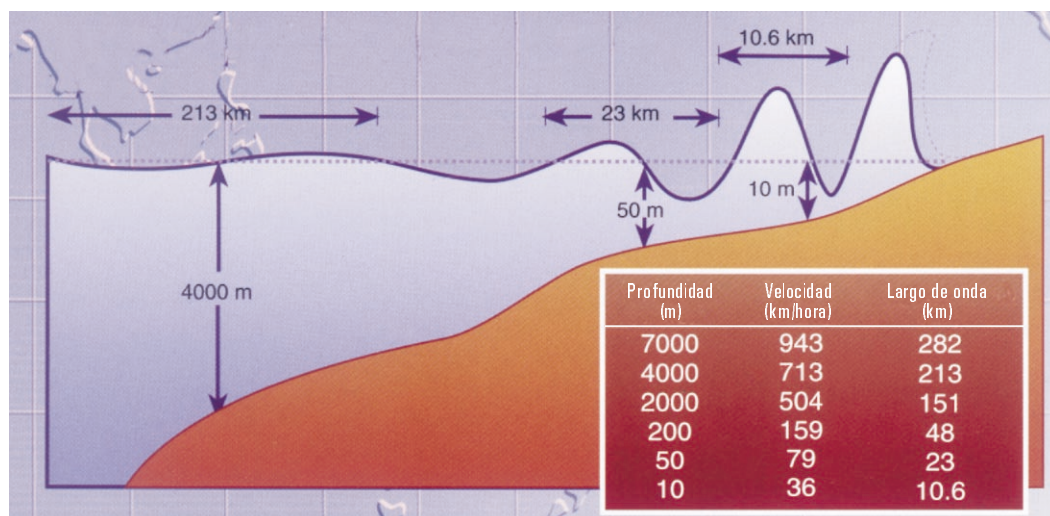 10.6 km
213 km
23 km
10 m
50 m
4000 m
Profundidad Velocidad Largo de onda
(m) (km/hora) (km)
7000 943 282
4000 713 213
2000 504 151
200 159 48
50 79 23
10 36 10.6